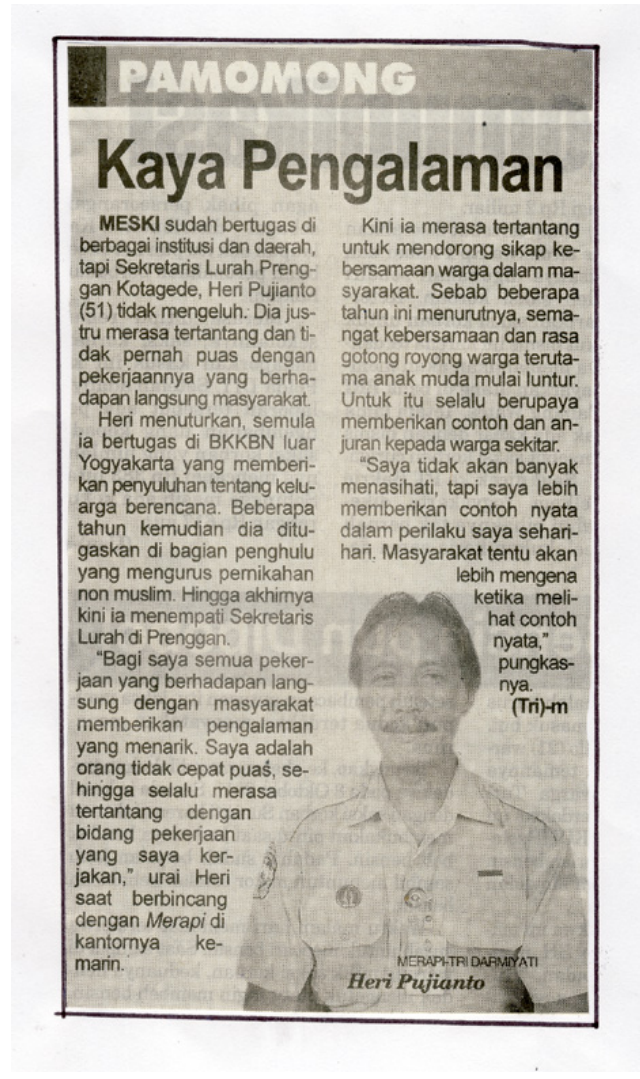 PAMOMONG
Kaya Pengalaman
MESKI sudah bertugas di
berbagai institusi dan daerah,
tapi Sekretaris Lurah Preng-
gan Kotagede, Heri Pujianto
(51) tidak mengeluh. Dia jus-
tru merasa tertantang dan ti-
dak pernah puas dengan
pekerjaannya yang berha-
dapan langsung masyarakat.
Heri menuturkan, semula
ia bertugas di BKKBN luar
Yogyakarta yang memberi-
kan penyuluhan tentang kelu-
arga berencana. Beberapa
tahun kemudian dia ditu-
gaskan di bagian penghulu
yang mengurus pernikahan
non muslim. Hingga akhirnya
kini ia menempati Sekretaris
Lurah di Prenggan.
"Bagi saya semua peker-
jaan yang berhadapan lang-
sung dengan masyarakat
memberikan pengalaman
yang menarik. Saya adalah
orang tidak cepat puas, se-
hingga selalu merasa
tertantang dengan
bidang pekerjaan
yang saya ker-
jakan," urai Heri
saat berbincang
dengan Merapi di
kantornya ke-
marin.
Kini ia merasa tertantang
untuk mendorong sikap ke-
bersamaan warga dalam ma-
syarakat. Sebab beberapa
tahun ini menurutnya, sema-
ngat kebersamaan dan rasa
gotong royong warga teruta-
ma anak muda mulai luntur.
Untuk itu selalu berupaya
memberikan contoh dan an-
juran kepada warga sekitar.
"Saya tidak akan banyak
menasihati, tapi saya lebih
memberikan contoh nyata
dalam perilaku saya sehari-
hari. Masyarakat tentu akan
lebih mengena
ketika meli-
hat contoh
nyata,"
pungkas-
nya.
(Tri)-m
MERAPI-TRI DARMIYATI
Heri Pujianto